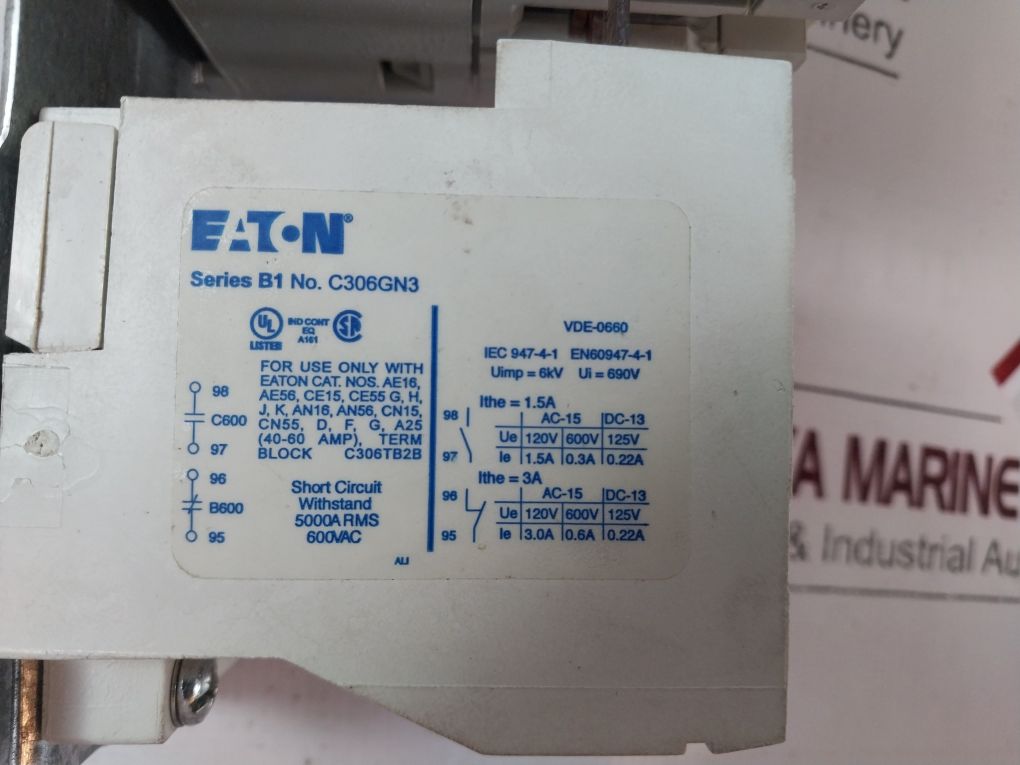 EATON®
Series B1 No. C306GN3
UL
LISTED
IND CONT
EQ
A161
FOR USE ONLY WITH
EATON CAT. NOS. AE16,
AE56, CE15, CE55 G, H,
J, K, AN16, AN56, CN15,
CN55, D, F, G, A25
(40-60 AMP), TERM
BLOCK C306TB2B
Short Circuit
Withstand
5000A RMS
600VAC
ALI
98
C600
97
96
B600
95
VDE-0660
IEC 947-4-1 EN60947-4-1
Uimp = 6kV Ui = 690V
Ithe = 1.5A
98
97
AC-15 DC-13
Ue 120V 600V 125V
Ie 1.5A 0.3A 0.22A
Ithe = 3A
96
95
AC-15 DC-13
Ue 120V 600V 125V
Ie 3.0A 0.6A 0.22A
MARINE
& Industrial